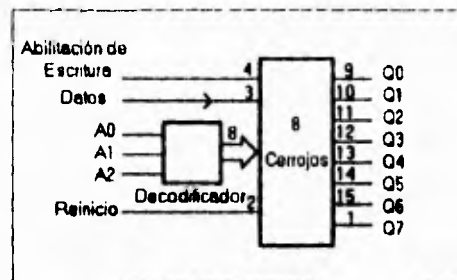 Abilitación de
Escritura
4
Datos
3
A0
A1
A2
8
Decodificador
Reinicio
2
8
Cerrojos
9 Q0
10 Q1
11 Q2
12 Q3
13 Q4
14 Q5
15 Q6
1 Q7